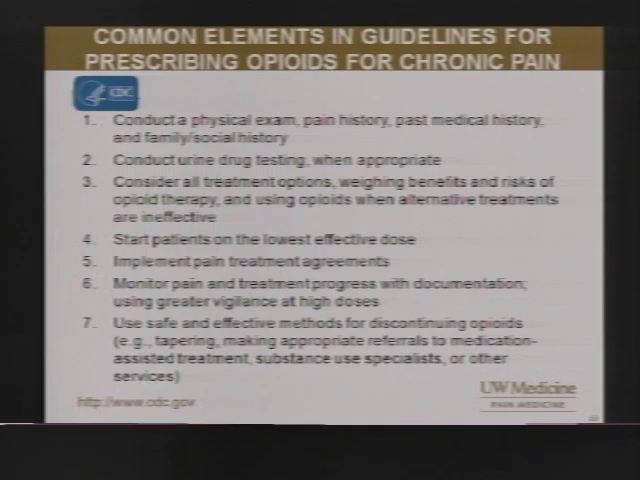 COMMON ELEMENTS IN GUIDELINES FOR
PRESCRIBING OPIOIDS FOR CHRONIC PAIN
CDC
1. Conduct a physical exam, pain history, past medical history,
and family/social history
2. Conduct urine drug testing, when appropriate
3. Consider all treatment options, weighing benefits and risks of
opioid therapy, and using opioids when alternative treatments
are ineffective
4. Start patients on the lowest effective dose
5. Implement pain treatment agreements
6. Monitor pain and treatment progress with documentation;
using greater vigilance at high doses
7. Use safe and effective methods for discontinuing opioids
(e.g., tapering, making appropriate referrals to medication-
assisted treatment, substance use specialists, or other
services)
UW Medicine
PAIN MEDICINE
http://www.cdc.gov